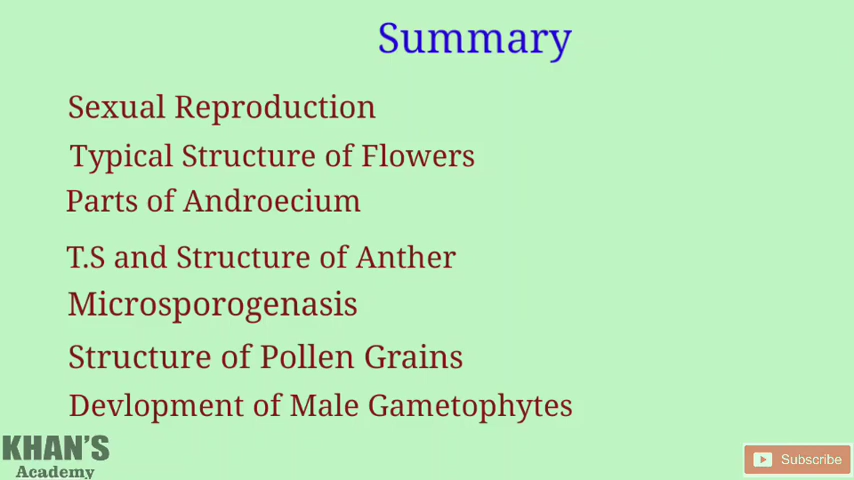 Summary
Sexual Reproduction
Typical Structure of Flowers
Parts of Androecium
T.S and Structure of Anther
Microsporogenasis
Structure of Pollen Grains
Devlopment of Male Gametophytes
KHAN'S
Academy
Subscribe